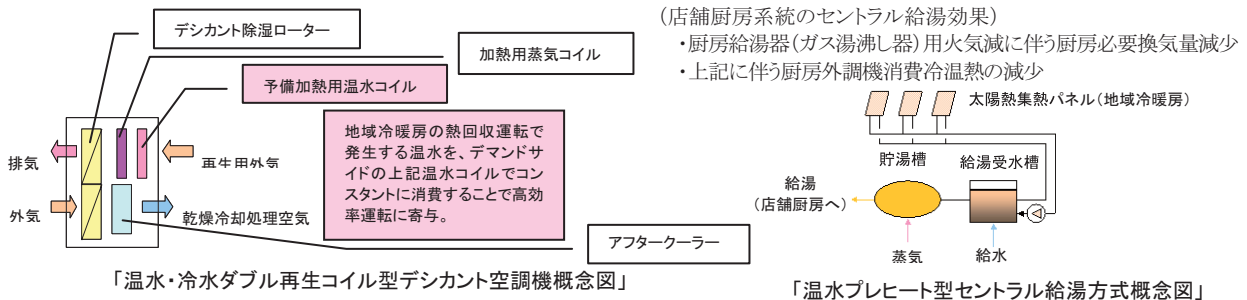 デシカント除湿ローター
加熱用蒸気コイル
予備加熱用温水コイル
地域冷暖房の熱回収運転で
発生する温水を、デマンドサ
イドの上記温水コイルでコン
スタントに消費することで高効
率運転に寄与。
排気
再生用外気
外気
乾燥冷却処理空気
アフタークーラー
「温水・冷水ダブル再生コイル型デシカント空調機概念図」
(店舗厨房系統のセントラル給湯効果)
・厨房給湯器(ガス湯沸し器)用火気減に伴う厨房必要換気量減少
・上記に伴う厨房外調機消費冷温熱の減少
太陽熱集熱パネル(地域冷暖房)
貯湯槽
給湯受水槽
給湯
(店舗厨房へ)
蒸気
給水
「温水プレヒート型セントラル給湯方式概念図」